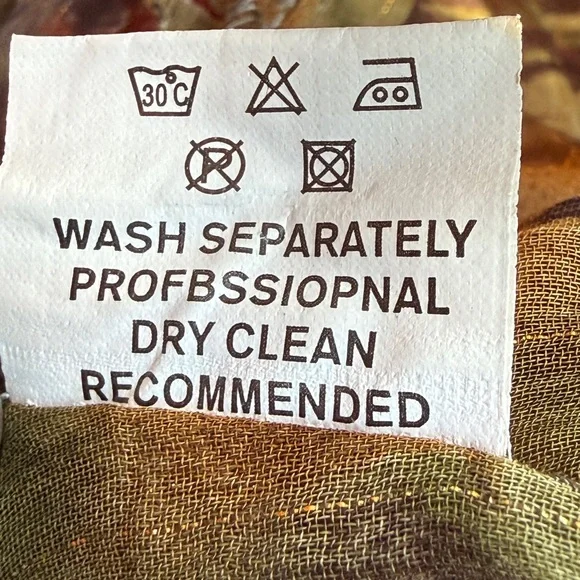 30°C
P
WASH SEPARATELY
PROFBSSIOPNAL
DRY CLEAN
RECOMMENDED